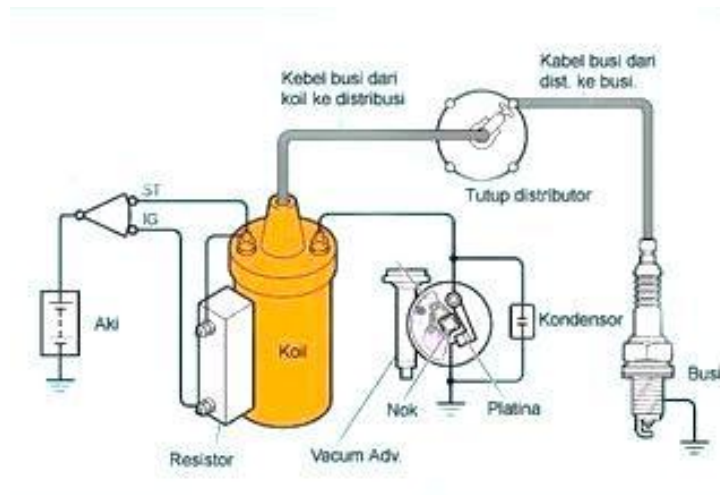 Kebel busi dari
koil ke distribusi
Kabel busi dari
dist. ke busi.
Tutup distributor
ST
IG
Aki
Koil
Kondensor
Nok
Platina
Busi
Resistor
Vacum Adv.